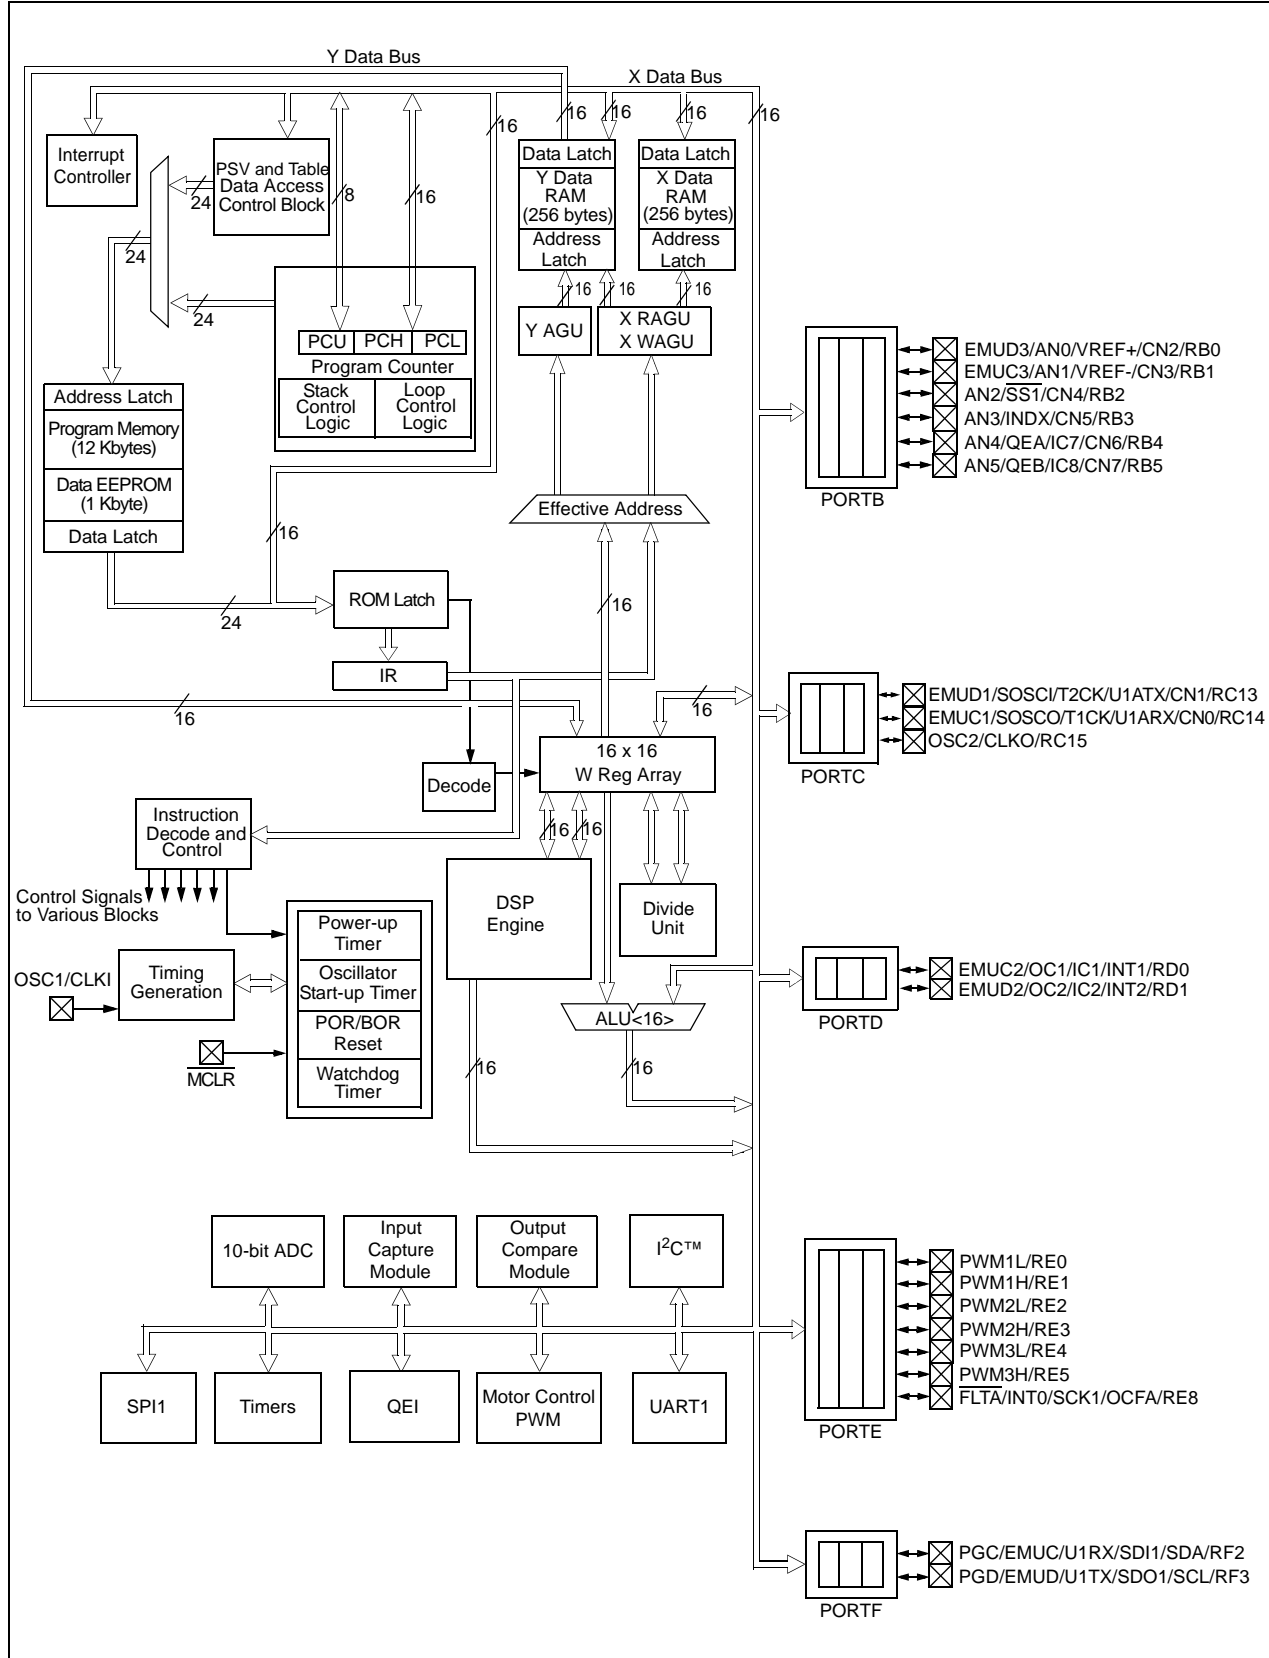 Y Data Bus
X Data Bus
16
16
16
16
16
Interrupt
Controller
PSV and Table
Data Access
Control Block
24
8
16
Data Latch
Y Data
RAM
(256 bytes)
Address
Latch
Data Latch
X Data
RAM
(256 bytes)
Address
Latch
24
24
16
16
16
Y AGU
X RAGU
X WAGU
PCU
PCH
PCL
Program Counter
Stack
Control
Logic
Loop
Control
Logic
Address Latch
Program Memory
(12 Kbytes)
Data EEPROM
(1 Kbyte)
Data Latch
16
Effective Address
EMUD3/AN0/VREF+/CN2/RB0
EMUC3/AN1/VREF-/CN3/RB1
AN2/SS1/CN4/RB2
AN3/INDX/CN5/RB3
AN4/QEA/IC7/CN6/RB4
AN5/QEB/IC8/CN7/RB5
PORTB
24
ROM Latch
16
IR
16
16
EMUD1/SOSCI/T2CK/U1ATX/CN1/RC13
EMUC1/SOSCO/T1CK/U1ARX/CN0/RC14
OSC2/CLKO/RC15
PORTC
16 x 16
W Reg Array
Decode
Instruction
Decode and
Control
16
16
Control Signals
to Various Blocks
DSP
Engine
Divide
Unit
Power-up
Timer
Oscillator
Start-up Timer
POR/BOR
Reset
Watchdog
Timer
OSC1/CLKI
Timing
Generation
MCLR
ALU<16>
16
16
EMUC2/OC1/IC1/INT1/RD0
EMUD2/OC2/IC2/INT2/RD1
PORTD
10-bit ADC
Input
Capture
Module
Output
Compare
Module
I2C™
SPI1
Timers
QEI
Motor Control
PWM
UART1
PWM1L/RE0
PWM1H/RE1
PWM2L/RE2
PWM2H/RE3
PWM3L/RE4
PWM3H/RE5
FLTA/INT0/SCK1/OCFA/RE8
PORTE
PGC/EMUC/U1RX/SDI1/SDA/RF2
PGD/EMUD/U1TX/SDO1/SCL/RF3
PORTF